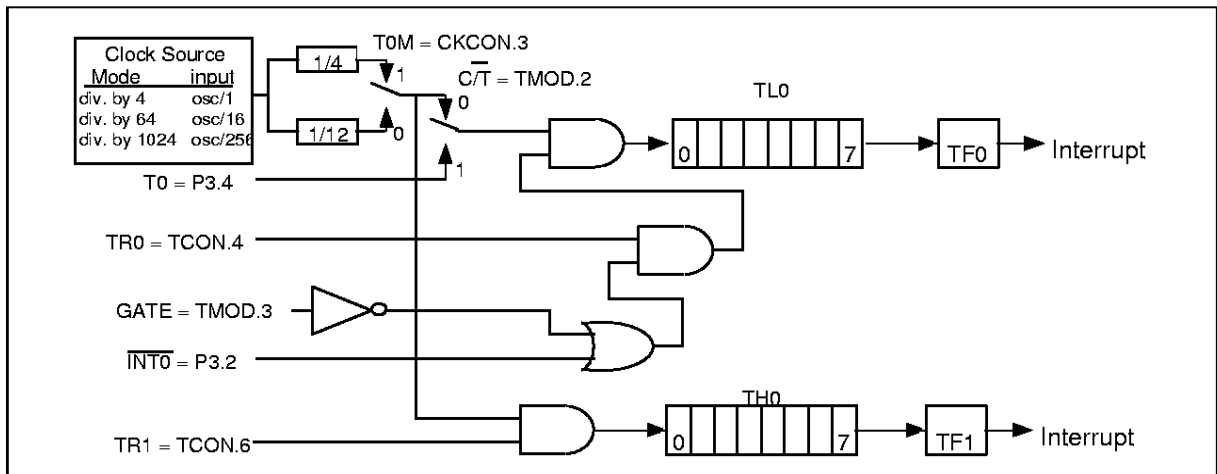 Clock Source
Mode input
div. by 4 osc/1
div. by 64 osc/16
div. by 1024 osc/256
1/4
1/12
T0M = CKCON.3
1
0
C/T̅ = TMOD.2
0
1
T0 = P3.4
TL0
0 7
TF0
Interrupt
TR0 = TCON.4
GATE = TMOD.3
I̅N̅T̅0̅ = P3.2
TR1 = TCON.6
TH0
0 7
TF1
Interrupt